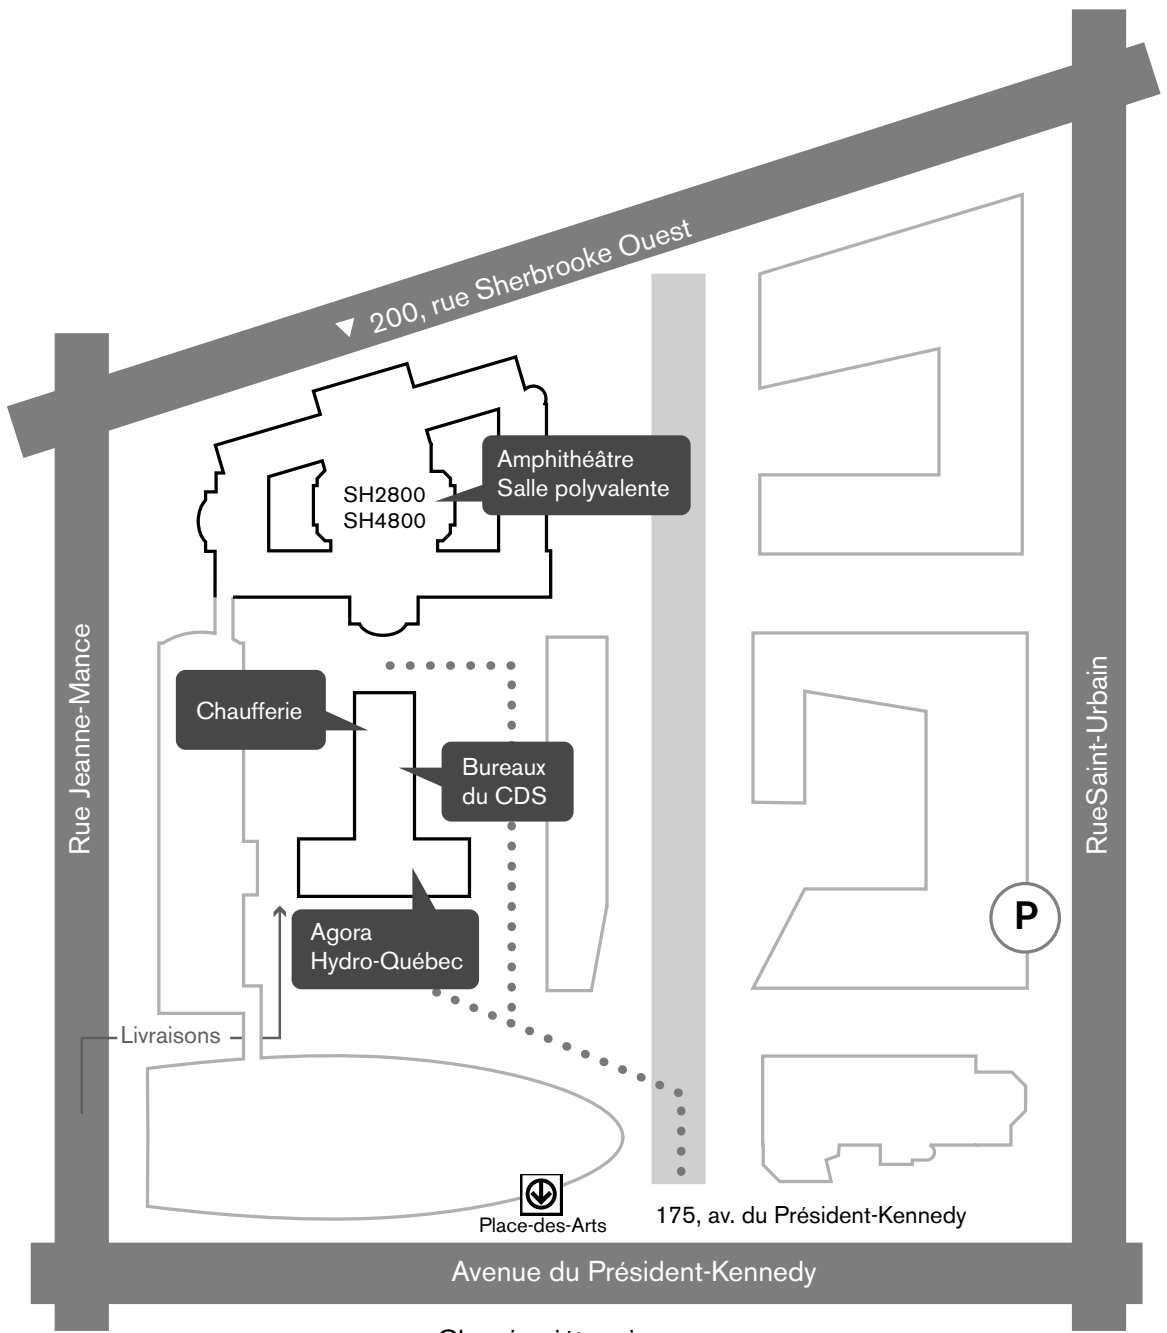 200, rue Sherbrooke Ouest
Amphithéâtre
Salle polyvalente
SH2800
SH4800
Rue Jeanne-Mance
RueSaint-Urbain
Chaufferie
Bureaux
du CDS
P
Agora
Hydro-Québec
Livraisons
Place-des-Arts
175, av. du Président-Kennedy
Avenue du Président-Kennedy